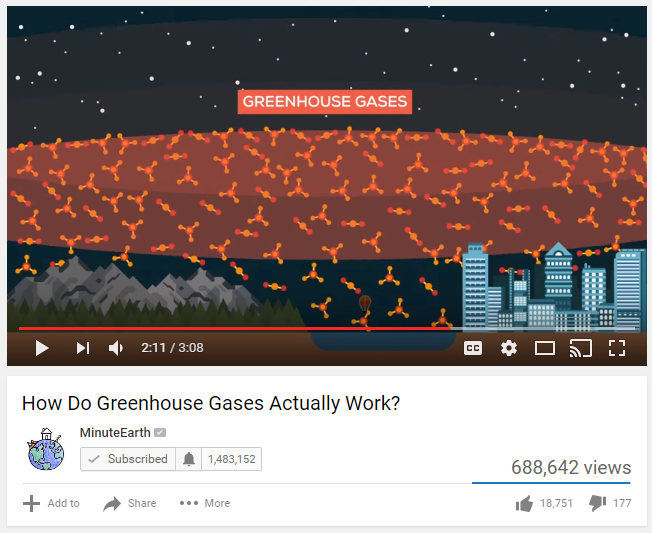 GREENHOUSE GASES
2:11 / 3:08
CC
How Do Greenhouse Gases Actually Work?
MinuteEarth
Subscribed 1,483,152
688,642 views
Add to Share More 18,751 177